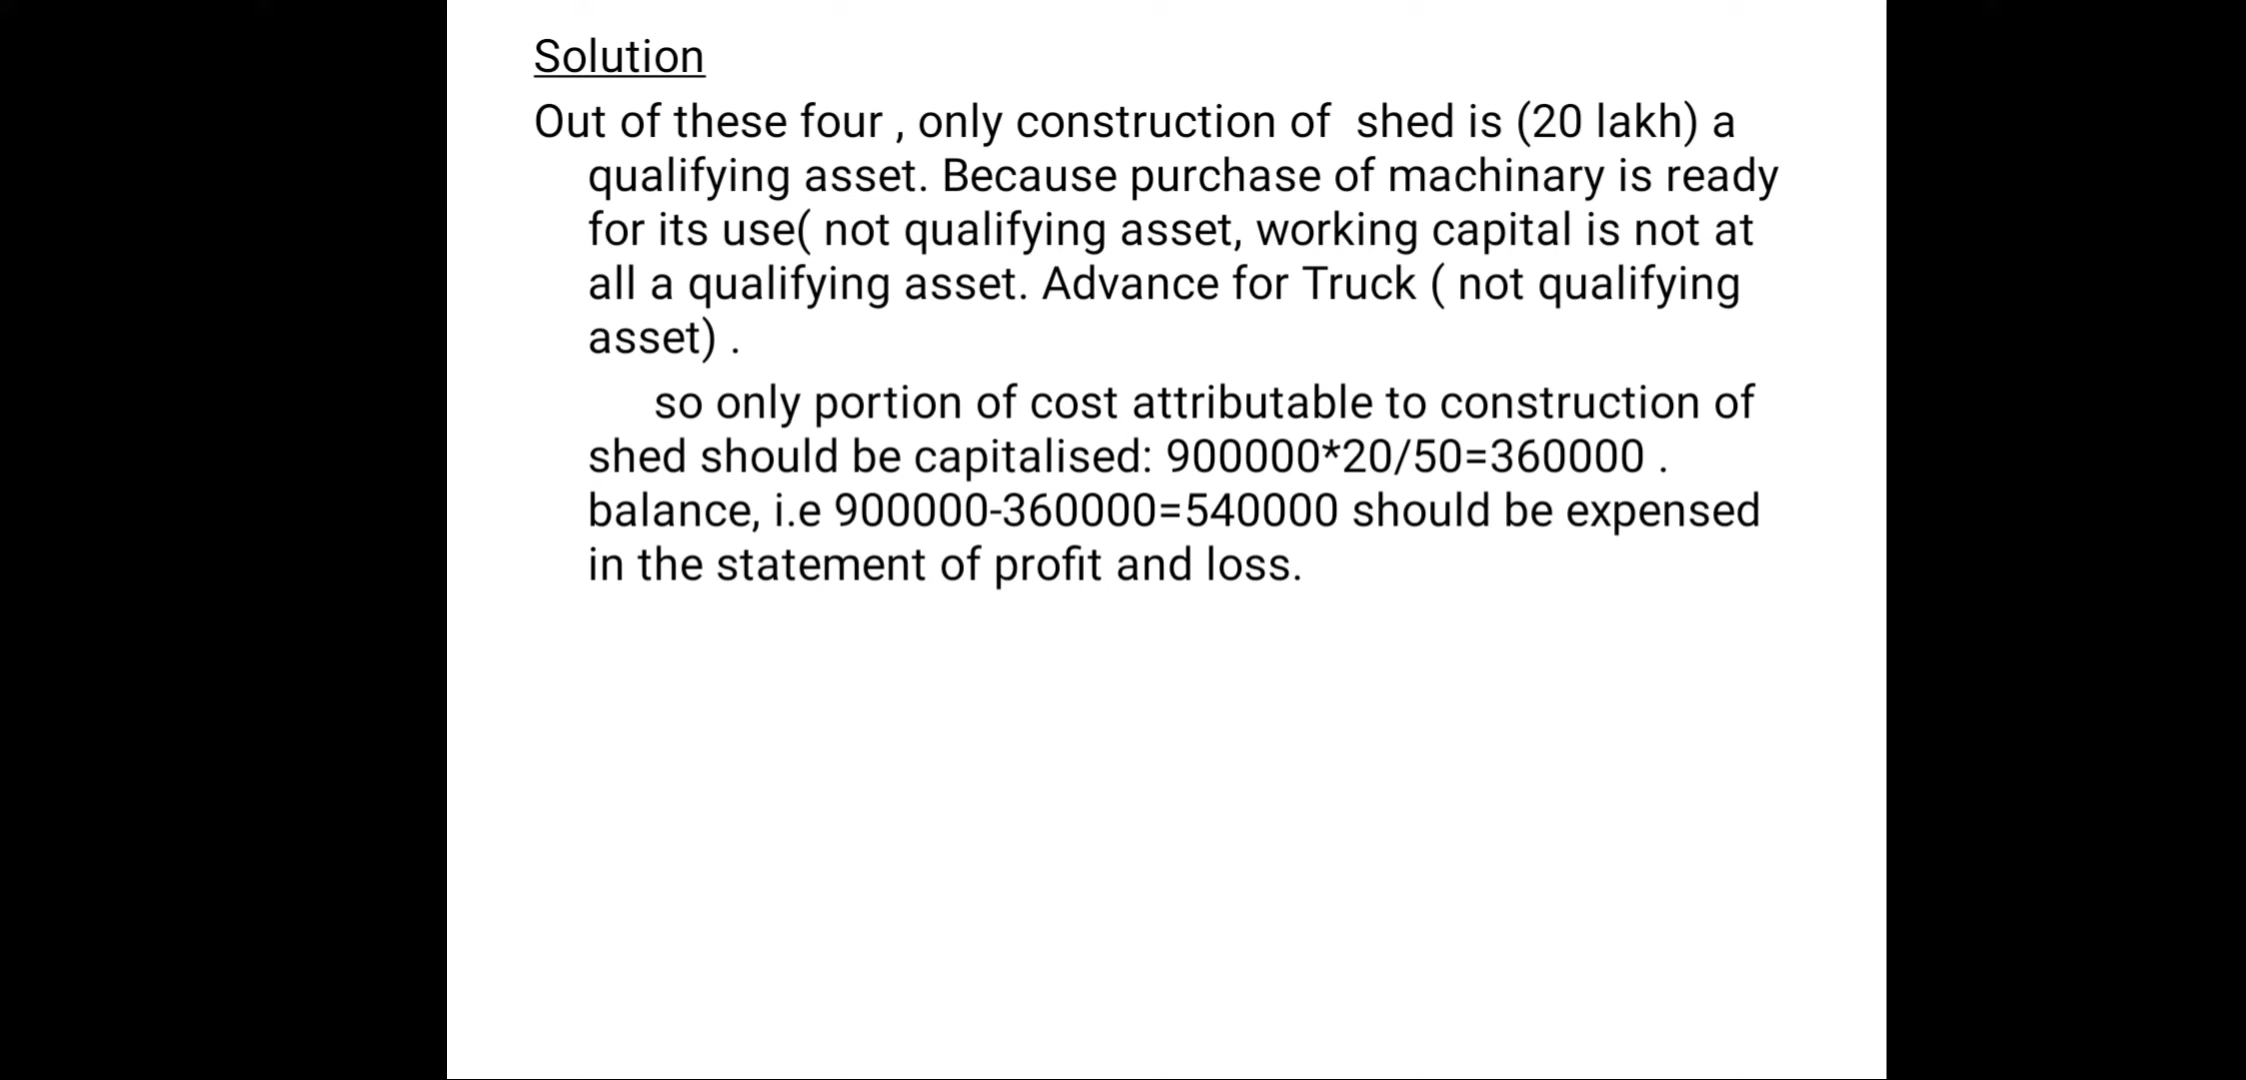 Solution
Out of these four , only construction of  shed is (20 lakh) a
qualifying asset. Because purchase of machinary is ready
for its use( not qualifying asset, working capital is not at
all a qualifying asset. Advance for Truck ( not qualifying
asset) .
so only portion of cost attributable to construction of
shed should be capitalised: 900000*20/50=360000 .
balance, i.e 900000-360000=540000 should be expensed
in the statement of profit and loss.